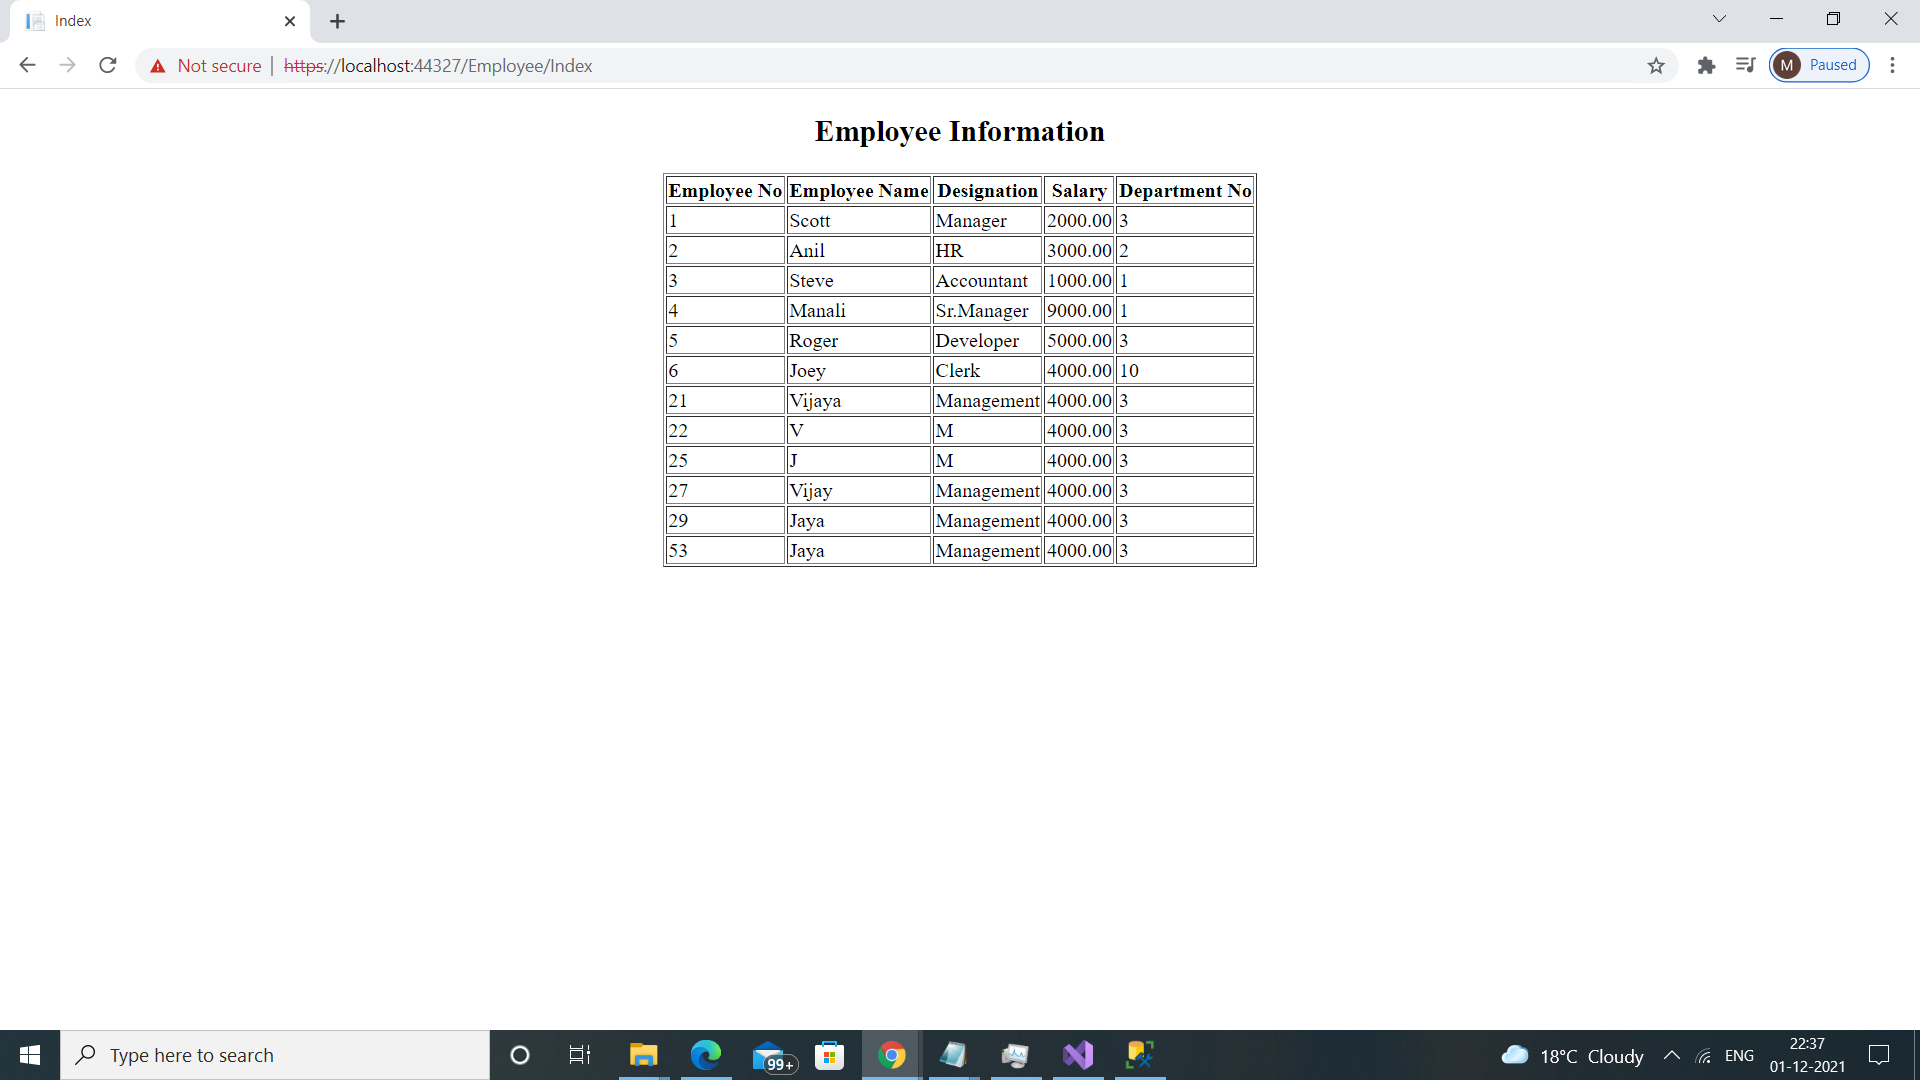 Index
Not secure | https://localhost:44327/Employee/Index
M Paused
Employee Information
Employee No Employee Name Designation Salary Department No
1 Scott Manager 2000.00 3
2 Anil HR 3000.00 2
3 Steve Accountant 1000.00 1
4 Manali Sr.Manager 9000.00 1
5 Roger Developer 5000.00 3
6 Joey Clerk 4000.00 10
21 Vijaya Management 4000.00 3
22 V M 4000.00 3
25 J M 4000.00 3
27 Vijay Management 4000.00 3
29 Jaya Management 4000.00 3
53 Jaya Management 4000.00 3
Type here to search
99+
18°C Cloudy
ENG
22:37
01-12-2021